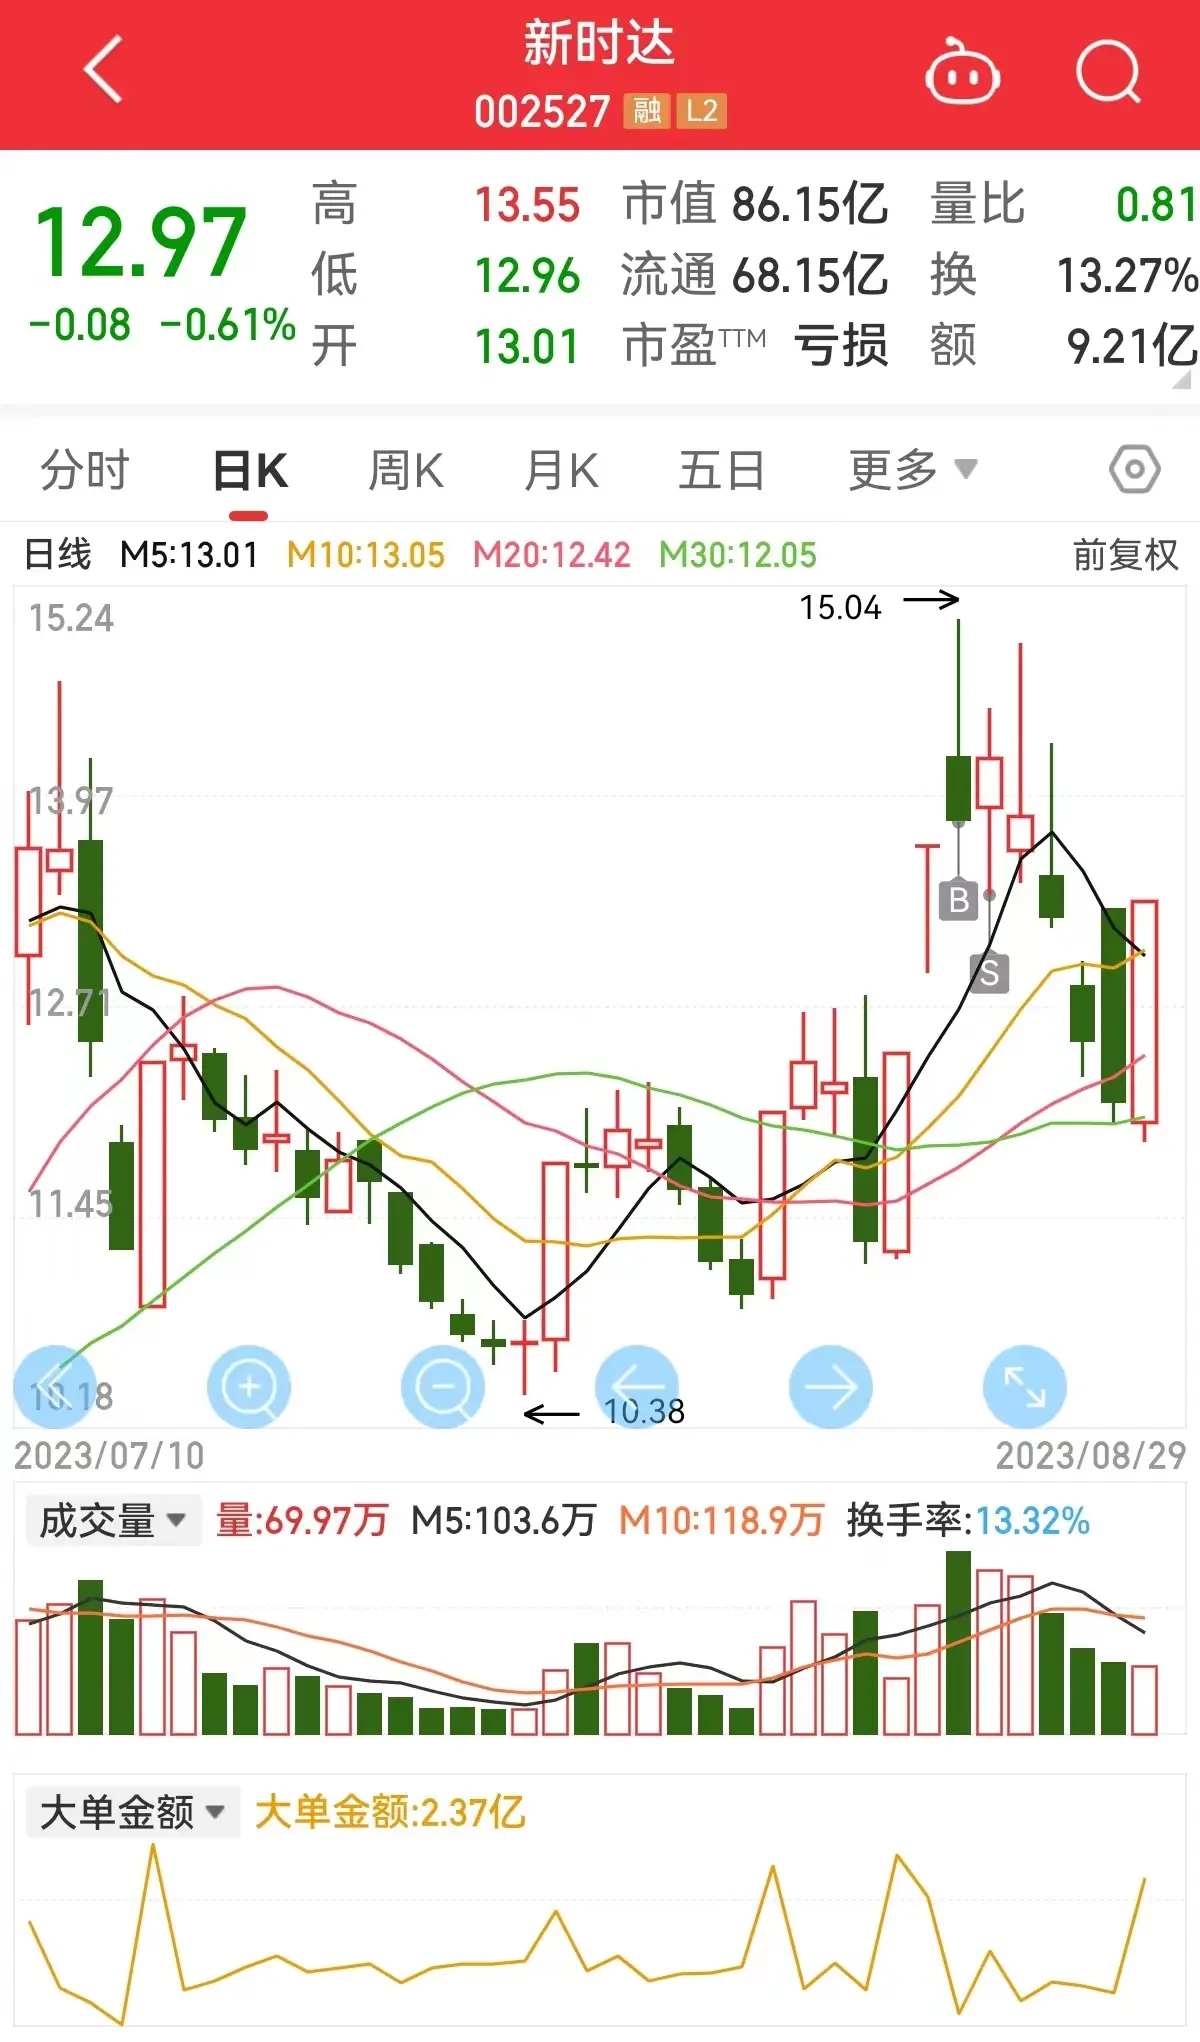 新时达
002527 融 L2
12.97
-0.08 -0.61%
高 13.55 市值 86.15亿 量比 0.81
低 12.96 流通 68.15亿 换 13.27%
开 13.01 市盈TTM 亏损 额 9.21亿
分时 日K 周K 月K 五日 更多
日线 M5:13.01 M10:13.05 M20:12.42 M30:12.05 前复权
15.04
15.24
13.97
B
S
12.71
11.45
10.18
10.38
2023/07/10 2023/08/29
成交量 量:69.97万 M5:103.6万 M10:118.9万 换手率:13.32%
大单金额 大单金额:2.37亿